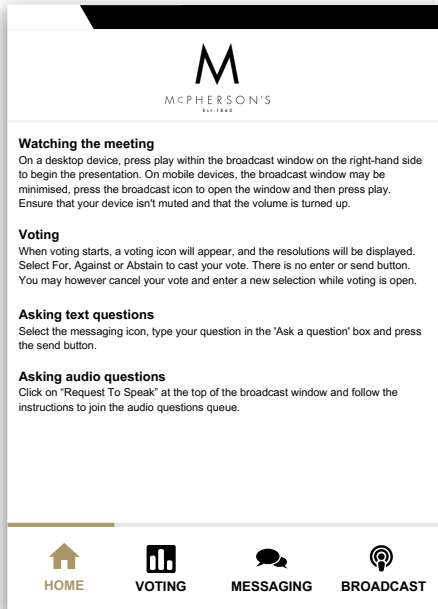 M
McPHERSON'S
Est.1860
Watching the meeting
On a desktop device, press play within the broadcast window on the right-hand side
to begin the presentation. On mobile devices, the broadcast window may be
minimised, press the broadcast icon to open the window and then press play.
Ensure that your device isn't muted and that the volume is turned up.
Voting
When voting starts, a voting icon will appear, and the resolutions will be displayed.
Select For, Against or Abstain to cast your vote. There is no enter or send button.
You may however cancel your vote and enter a new selection while voting is open.
Asking text questions
Select the messaging icon, type your question in the 'Ask a question' box and press
the send button.
Asking audio questions
Click on “Request To Speak” at the top of the broadcast window and follow the
instructions to join the audio questions queue.
HOME VOTING MESSAGING BROADCAST